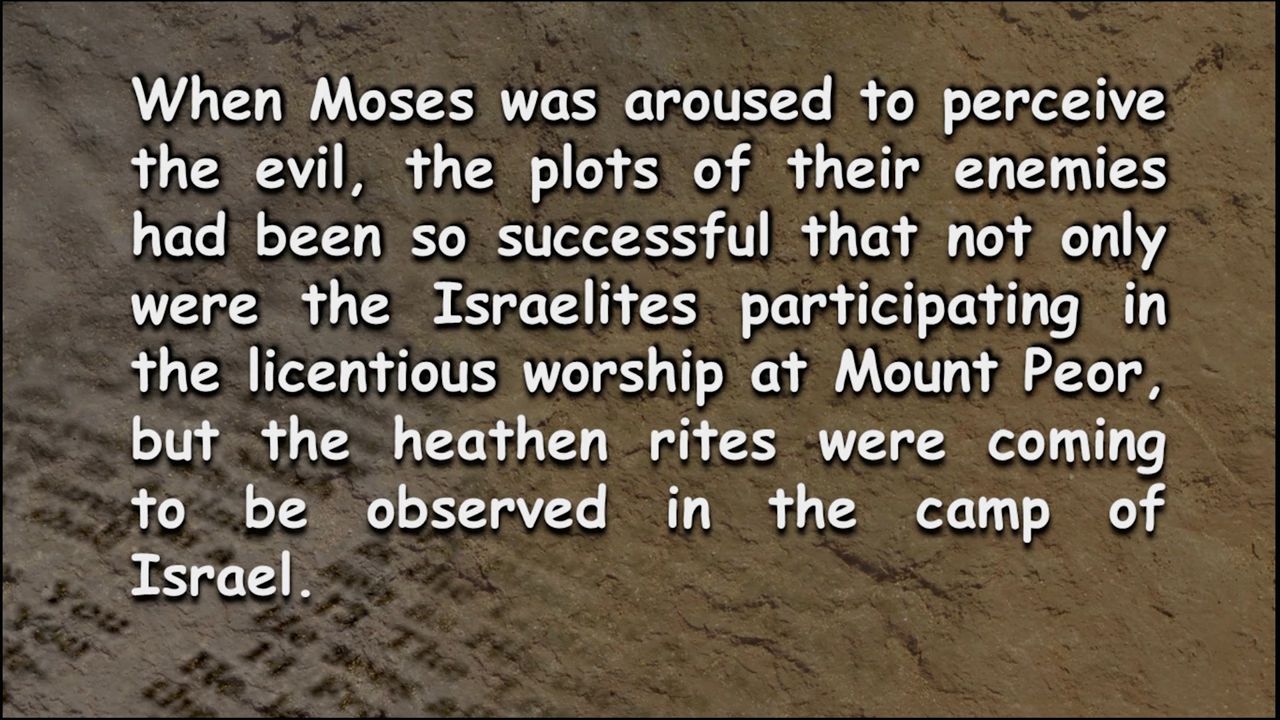 When Moses was aroused to perceive
the evil, the plots of their enemies
had been so successful that not only
were the Israelites participating in
the licentious worship at Mount Peor,
but the heathen rites were coming
to be observed in the camp of
Israel.